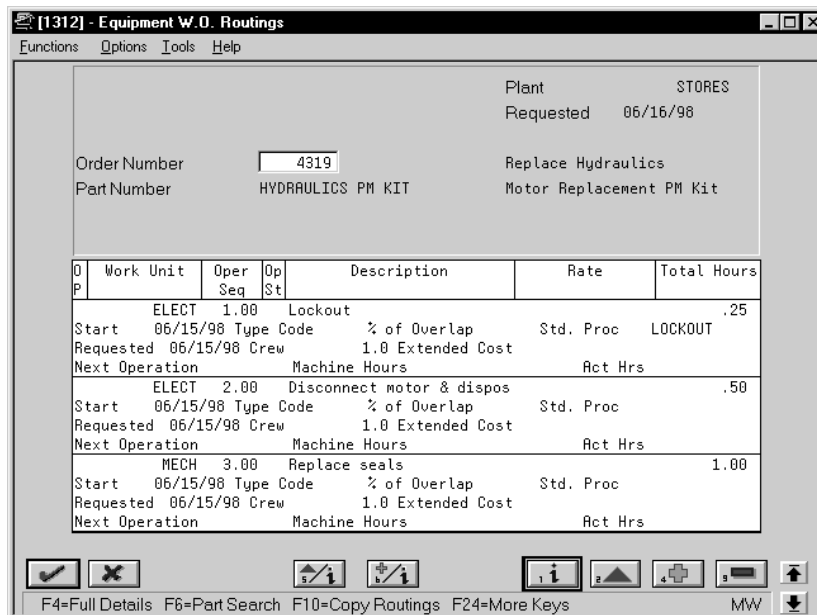 [1312] - Equipment W.O. Routings
Functions Options Tools Help
Plant STORES
Requested 06/16/98
Order Number 4319 Replace Hydraulics
Part Number HYDRAULICS PM KIT Motor Replacement PM Kit
O Work Unit Oper Op Description Rate Total Hours
P Seq St
ELECT 1.00 Lockout .25
Start 06/15/98 Type Code % of Overlap Std. Proc LOCKOUT
Requested 06/15/98 Crew 1.0 Extended Cost
Next Operation Machine Hours Act Hrs
ELECT 2.00 Disconnect motor & dispos .50
Start 06/15/98 Type Code % of Overlap Std. Proc
Requested 06/15/98 Crew 1.0 Extended Cost
Next Operation Machine Hours Act Hrs
MECH 3.00 Replace seals 1.00
Start 06/15/98 Type Code % of Overlap Std. Proc
Requested 06/15/98 Crew 1.0 Extended Cost
Next Operation Machine Hours Act Hrs
5 /i 6 /i 1 i 2 4 9
F4=Full Details F6=Part Search F10=Copy Routings F24=More Keys MW